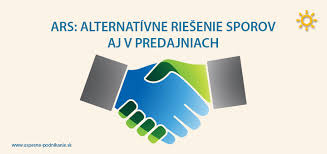 ARS: ALTERNATÍVNE RIEŠENIE SPOROV
AJ V PREDAJNIACH
www.uspesne-podnikanie.sk